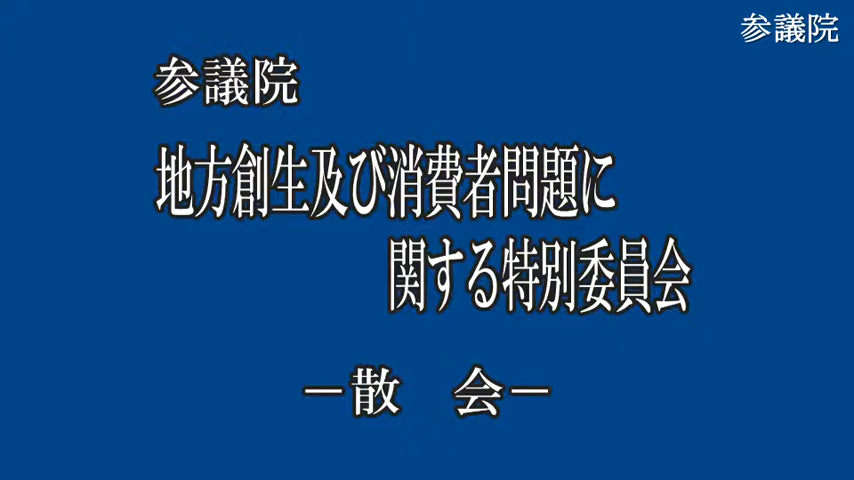 参議院
参議院
地方創生及び消費者問題に
関する特別委員会
－散　会－